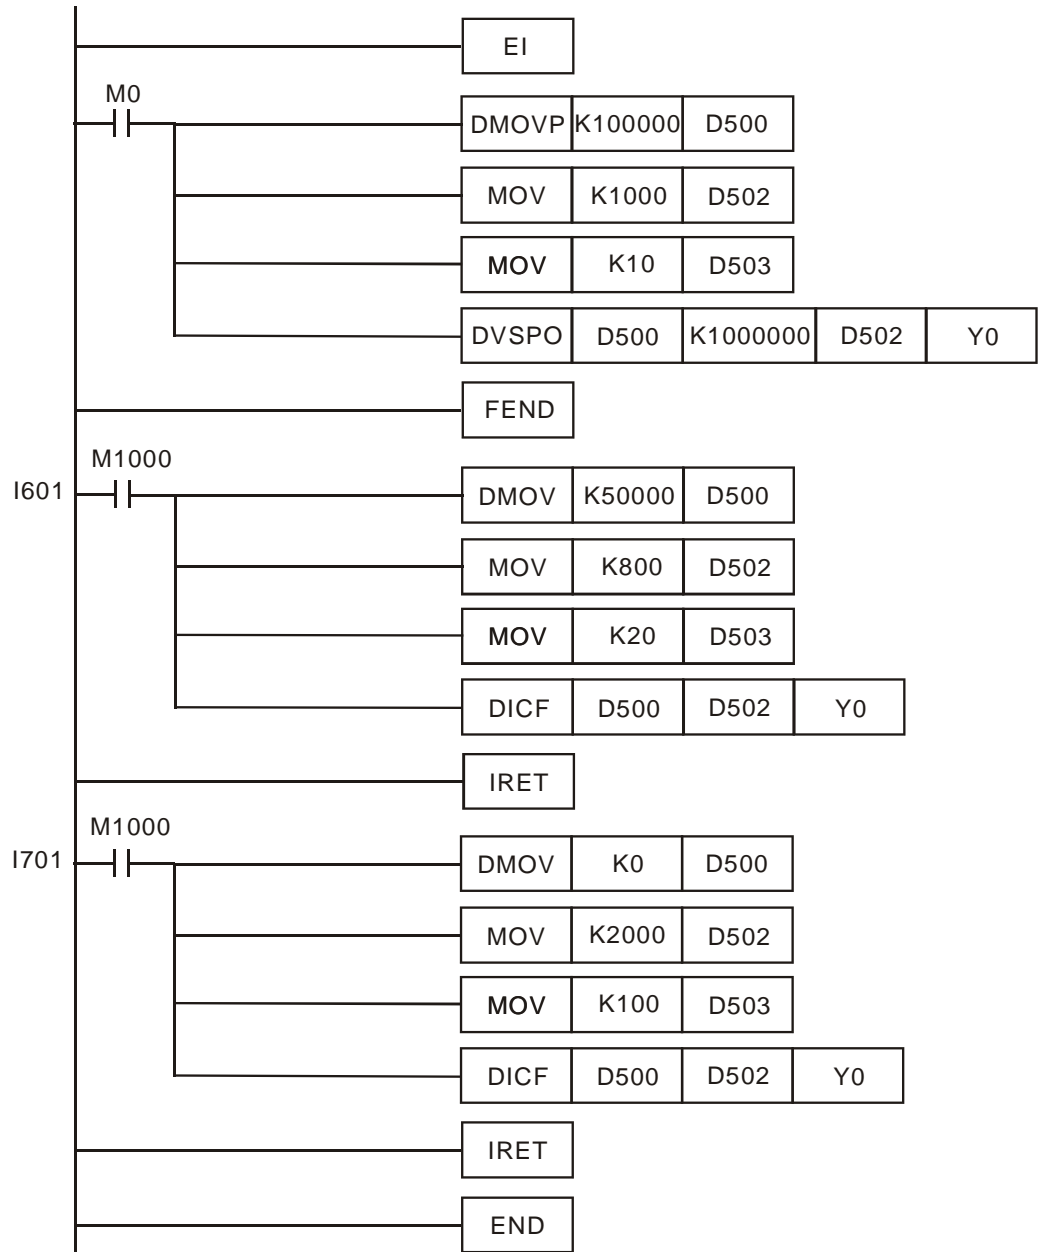 EI
M0
DMOVP K100000 D500
MOV K1000 D502
MOV K10 D503
DVSPO D500 K1000000 D502 Y0
FEND
M1000
I601
DMOV K50000 D500
MOV K800 D502
MOV K20 D503
DICF D500 D502 Y0
IRET
M1000
I701
DMOV K0 D500
MOV K2000 D502
MOV K100 D503
DICF D500 D502 Y0
IRET
END